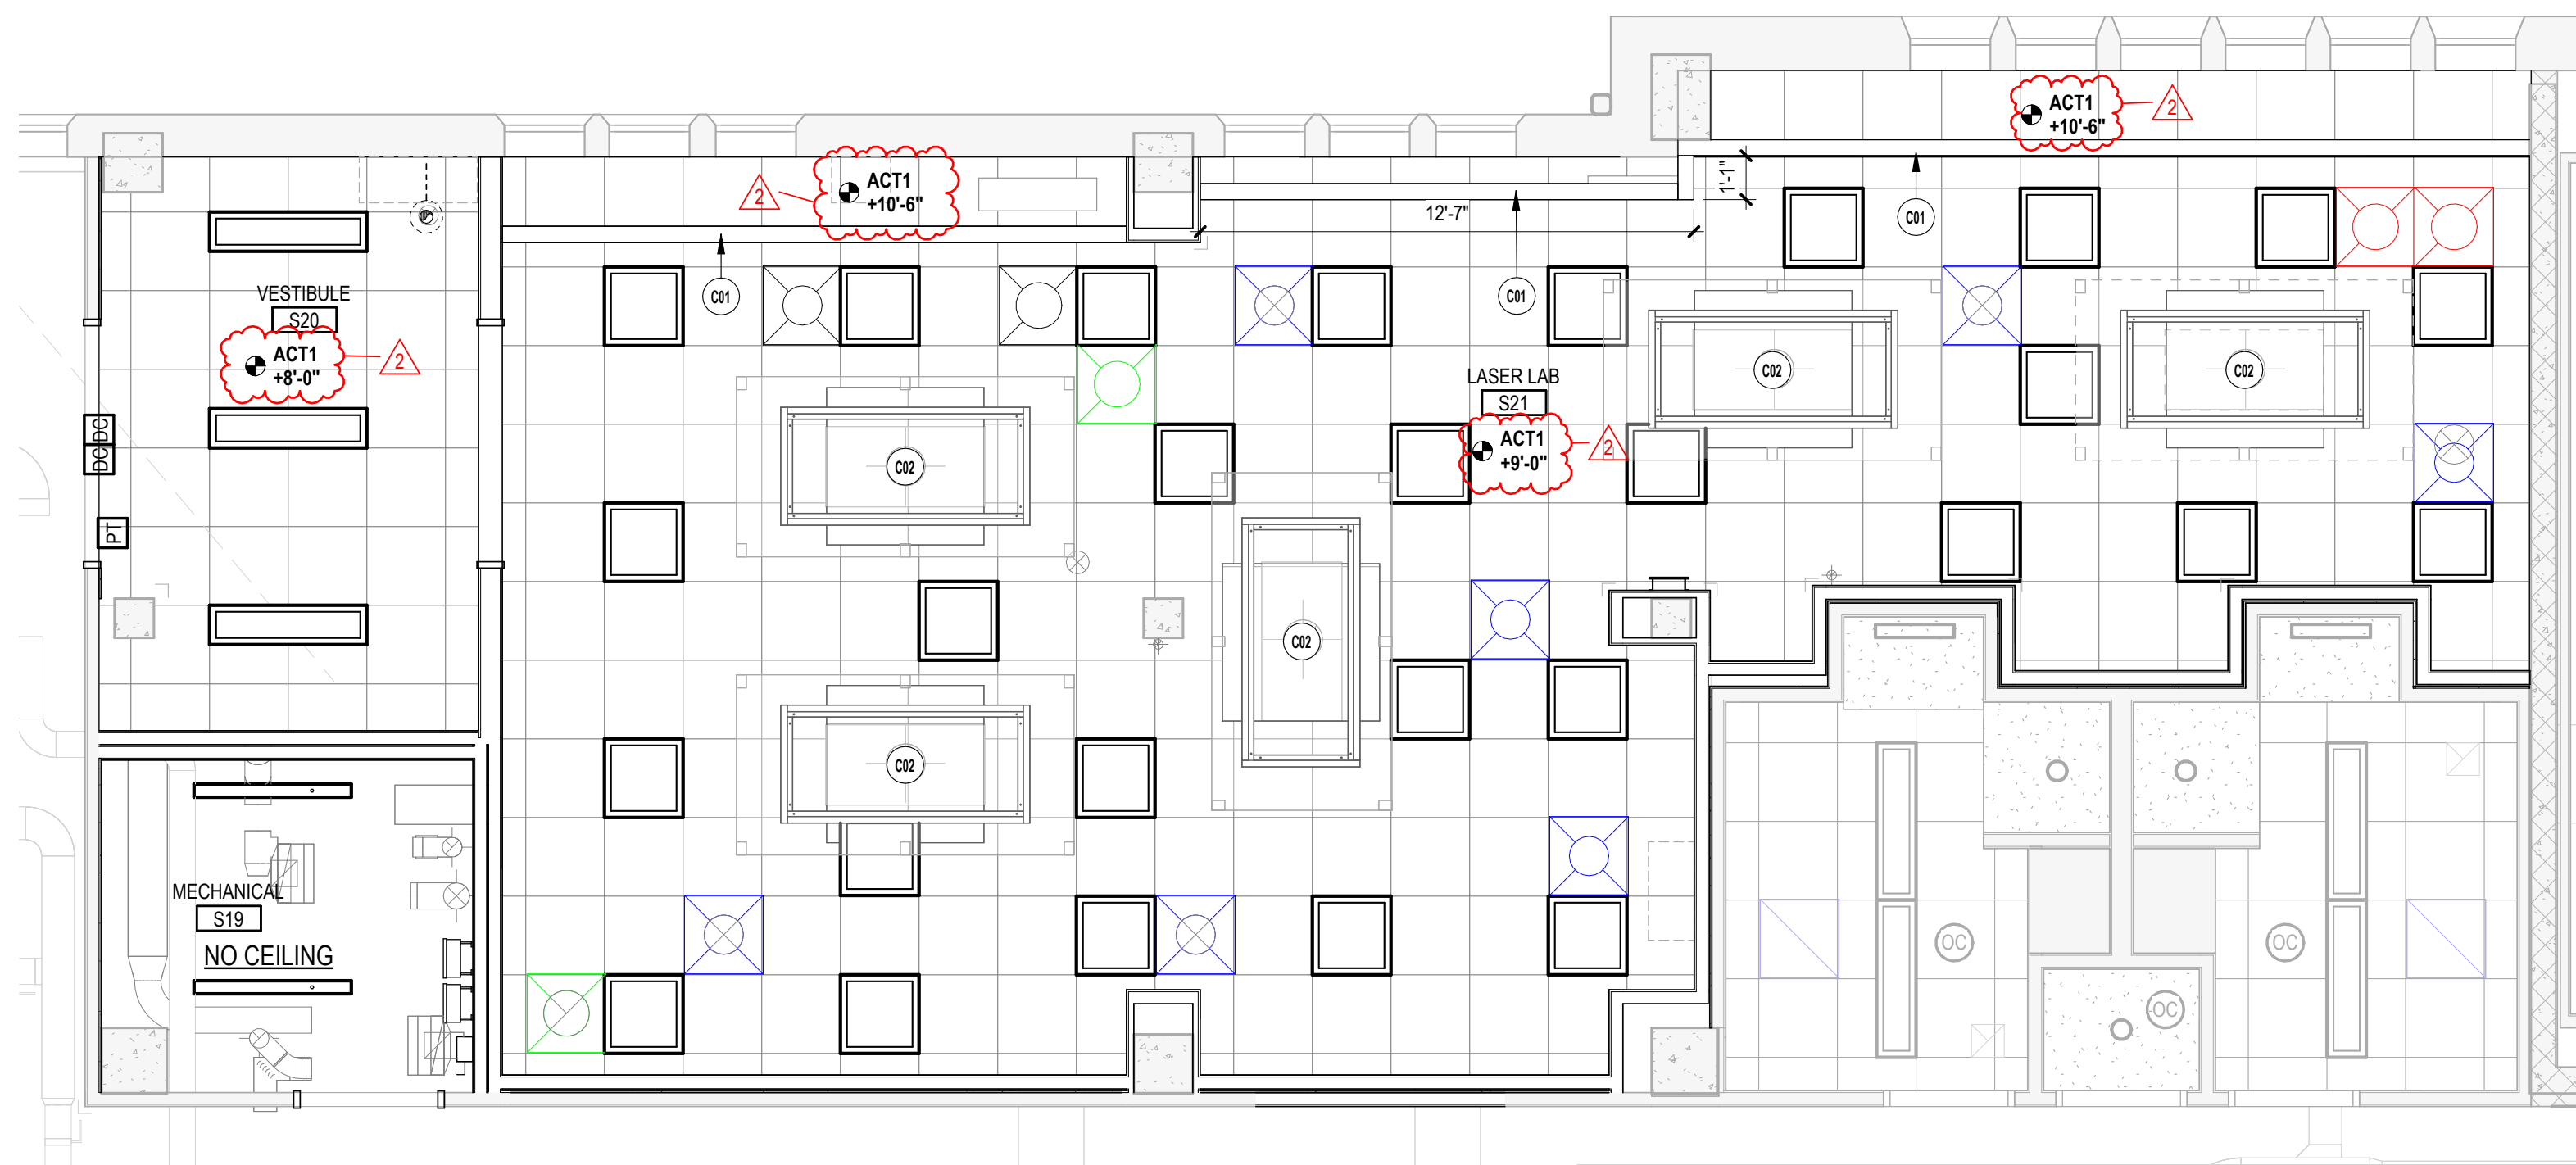 ACT1
+10'-6"
2
ACT1
+10'-6"
2
1'-1"
12'-7"
C01
C01
C01
VESTIBULE
S20
ACT1
+8'-0"
2
C02
C02
LASER LAB
S21
ACT1
+9'-0"
2
DC
DC
C02
PT
C02
C02
MECHANICAL
S19
NO CEILING
OC
OC
OC